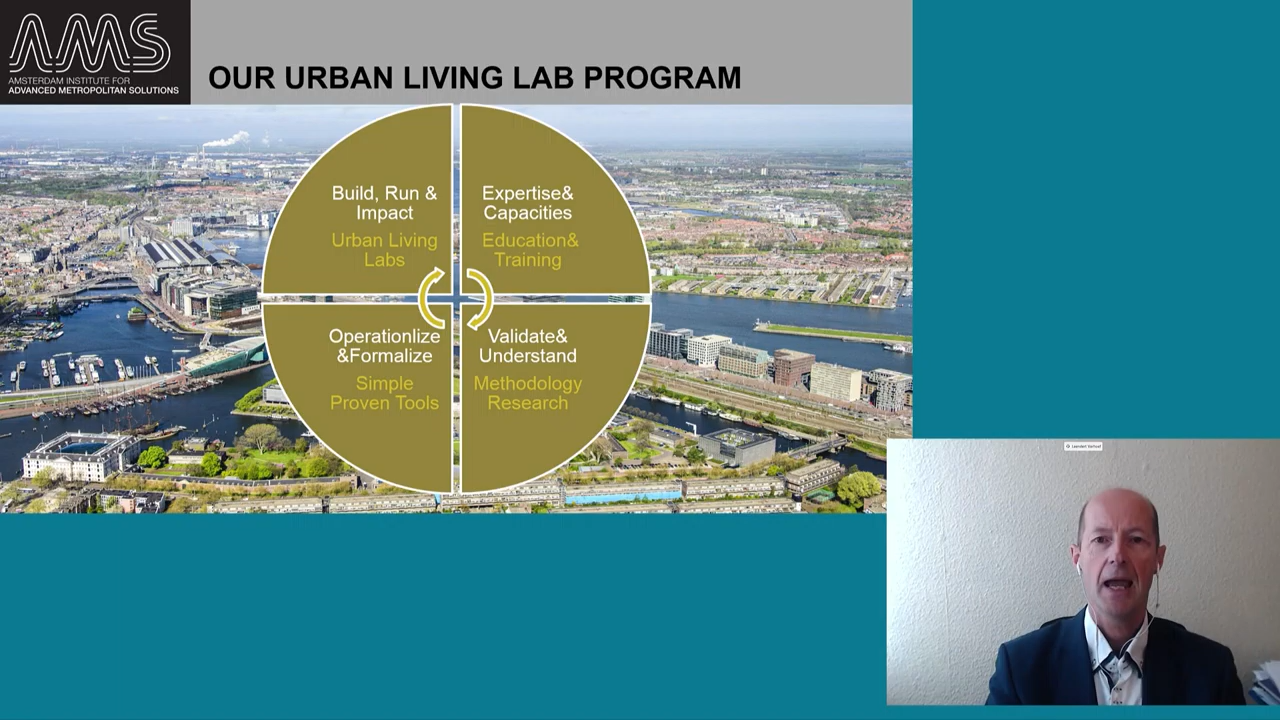 AMS
AMSTERDAM INSTITUTE FOR
ADVANCED METROPOLITAN SOLUTIONS
OUR URBAN LIVING LAB PROGRAM
Build, Run &
Impact
Urban Living
Labs
Expertise&
Capacities
Education&
Training
Operationlize
&Formalize
Simple
Proven Tools
Validate&
Understand
Methodology
Research